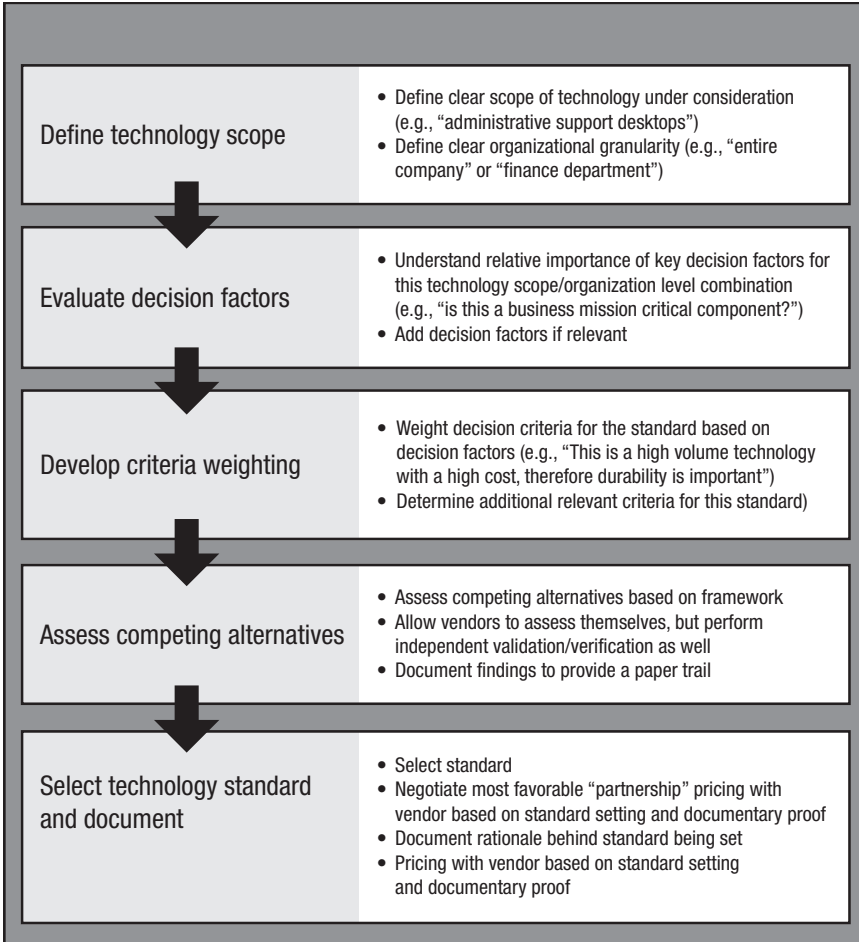 Define technology scope
• Define clear scope of technology under consideration
(e.g., “administrative support desktops”)
• Define clear organizational granularity (e.g., “entire
company” or “finance department”)
Evaluate decision factors
• Understand relative importance of key decision factors for
this technology scope/organization level combination
(e.g., “is this a business mission critical component?”)
• Add decision factors if relevant
Develop criteria weighting
• Weight decision criteria for the standard based on
decision factors (e.g., “This is a high volume technology
with a high cost, therefore durability is important”)
• Determine additional relevant criteria for this standard)
Assess competing alternatives
• Assess competing alternatives based on framework
• Allow vendors to assess themselves, but perform
independent validation/verification as well
• Document findings to provide a paper trail
Select technology standard
and document
• Select standard
• Negotiate most favorable “partnership” pricing with
vendor based on standard setting and documentary proof
• Document rationale behind standard being set
• Pricing with vendor based on standard setting
and documentary proof